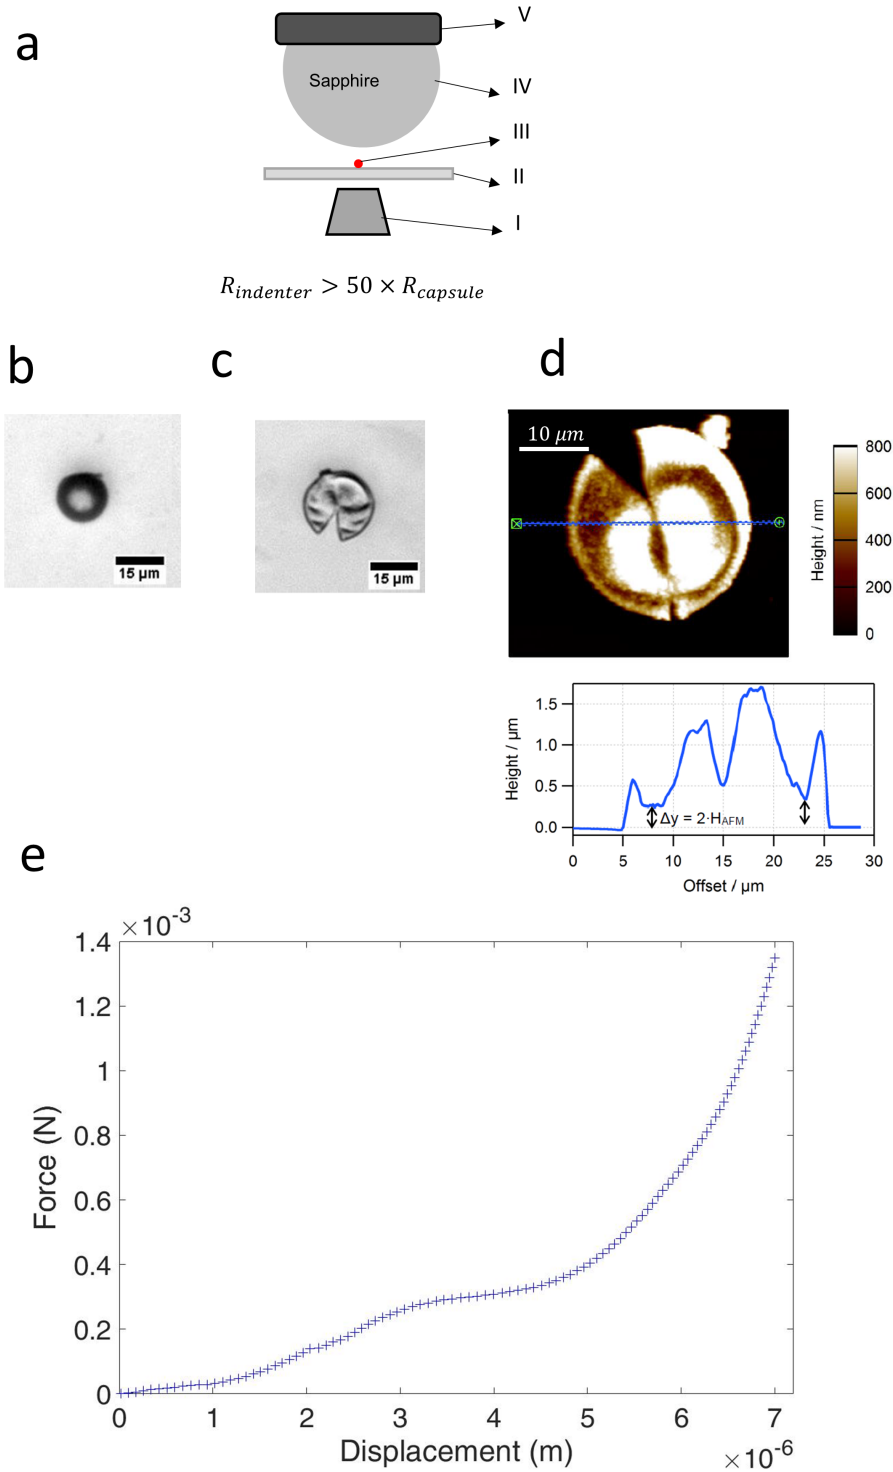 a
V
Sapphire
IV
III
II
I
R_indenter > 50 × R_capsule
b
c
d
15 µm
15 µm
10 µm
800
600
400
200
0
Height / nm
1.5
1.0
0.5
0.0
Height / µm
Δy = 2·H_AFM
0 5 10 15 20 25 30
Offset / µm
e
×10⁻³
1.4
1.2
1
0.8
0.6
0.4
0.2
0
Force (N)
0 1 2 3 4 5 6 7
Displacement (m)
×10⁻⁶